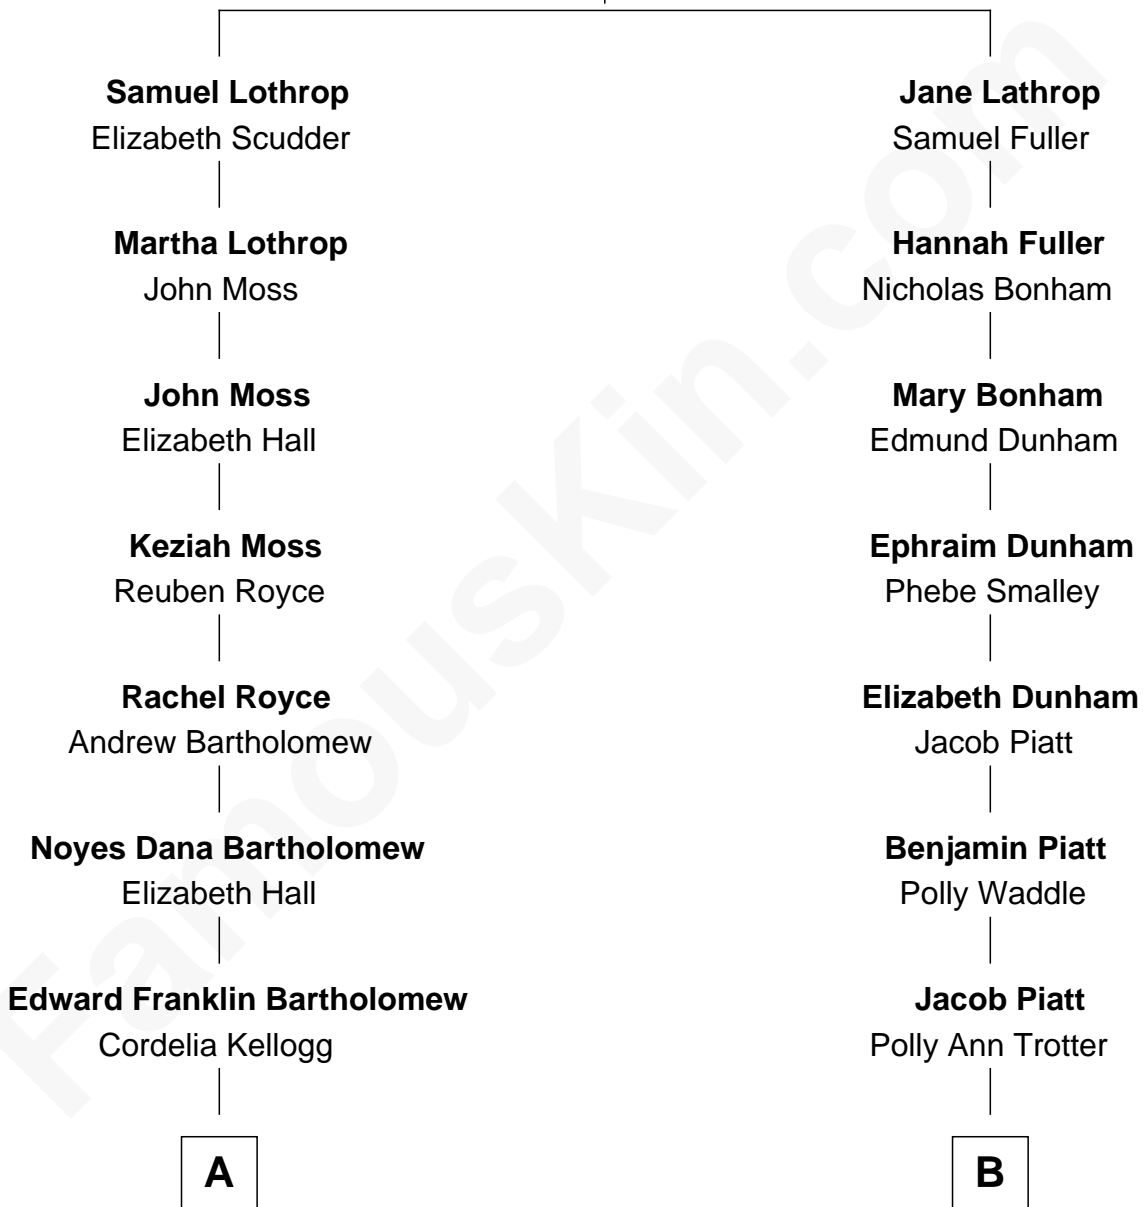 Samuel Lothrop
Elizabeth Scudder
Jane Lathrop
Samuel Fuller
Martha Lothrop
John Moss
Hannah Fuller
Nicholas Bonham
John Moss
Elizabeth Hall
Mary Bonham
Edmund Dunham
Keziah Moss
Reuben Royce
Ephraim Dunham
Phebe Smalley
Rachel Royce
Andrew Bartholomew
Elizabeth Dunham
Jacob Piatt
Noyes Dana Bartholomew
Elizabeth Hall
Benjamin Piatt
Polly Waddle
Edward Franklin Bartholomew
Cordelia Kellogg
Jacob Piatt
Polly Ann Trotter
A
B
FamousKin.com